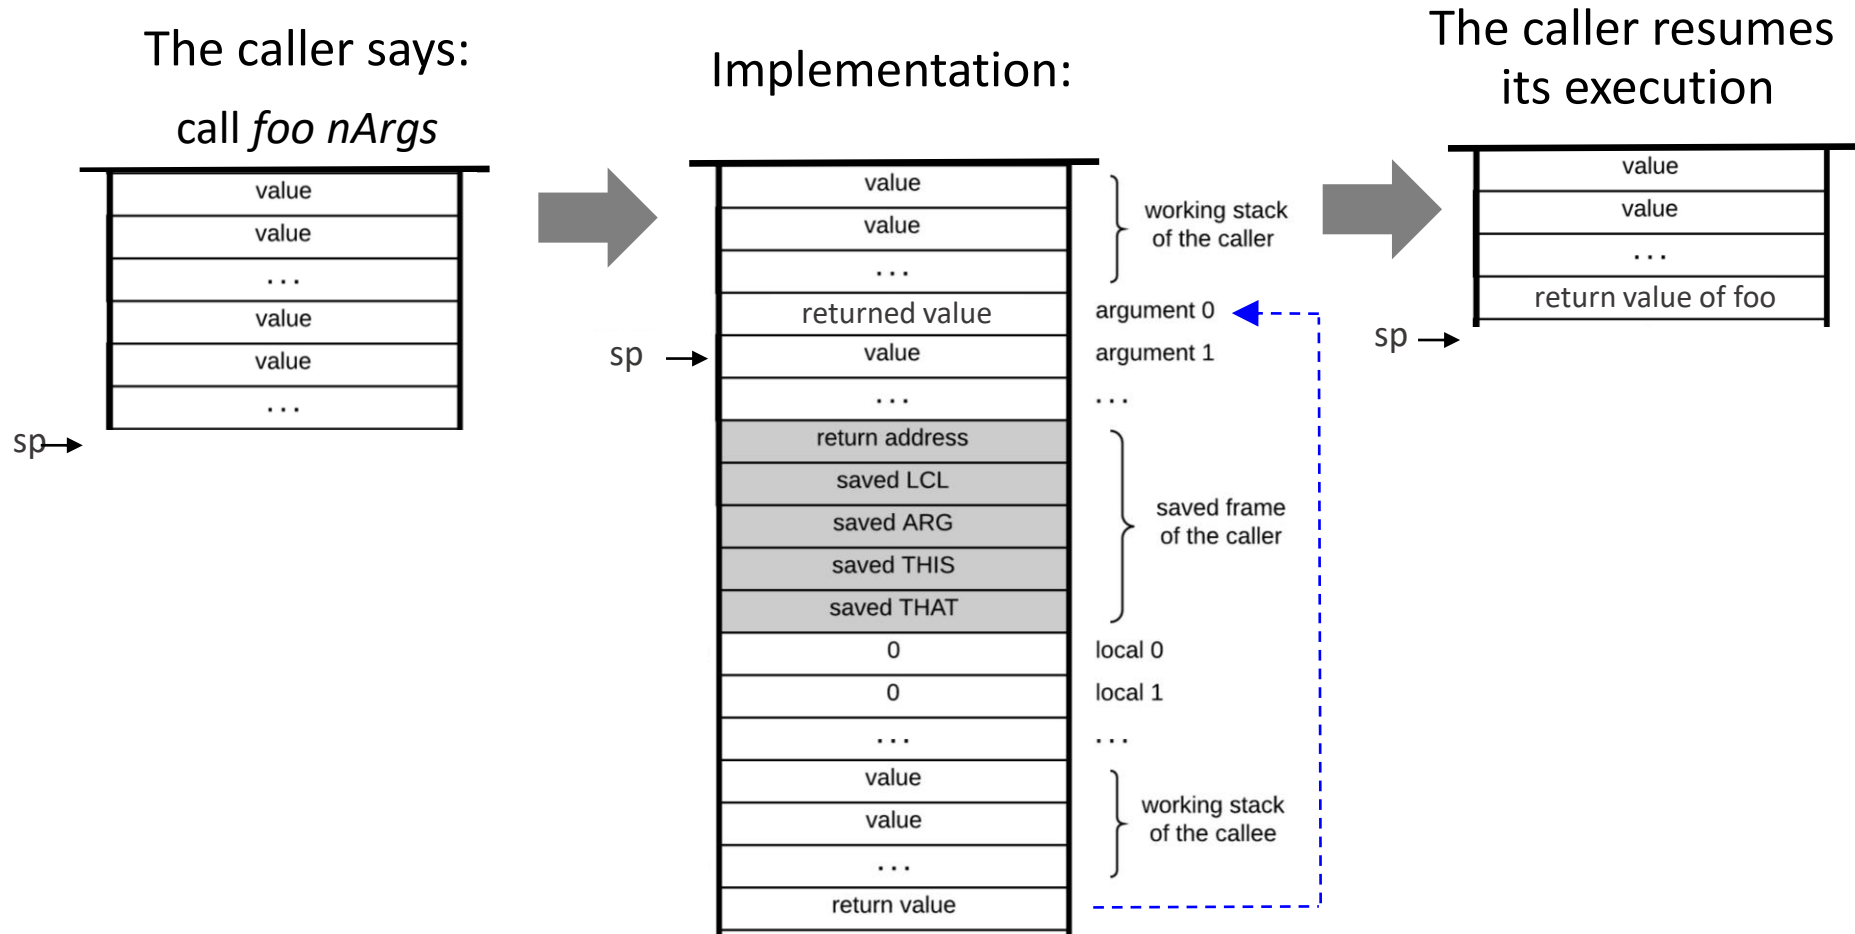 The caller says:
call foo nArgs
value
value
...
value
value
...
sp
Implementation:
value
value
...
returned value
value
...
return address
saved LCL
saved ARG
saved THIS
saved THAT
0
0
...
value
value
...
return value
sp
working stack
of the caller
argument 0
argument 1
...
saved frame
of the caller
local 0
local 1
...
working stack
of the callee
The caller resumes
its execution
value
value
...
return value of foo
sp